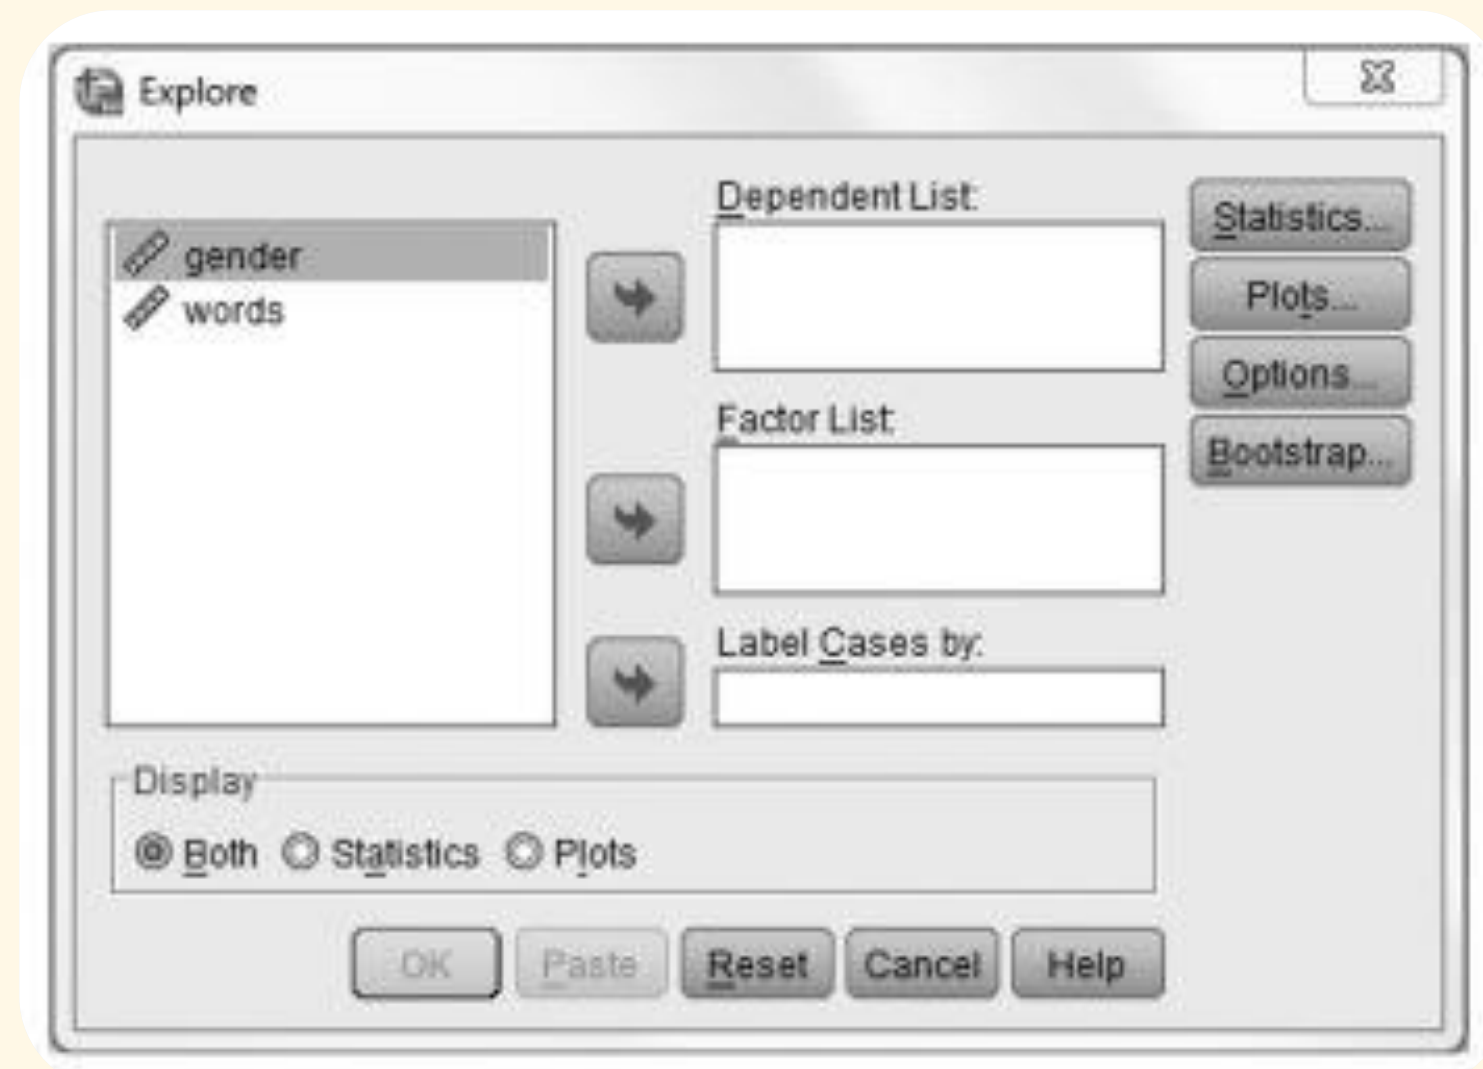 Explore
Dependent List:
Statistics...
gender
words
Plots...
Options...
Factor List:
Bootstrap...
Label Cases by:
Display
Both Statistics Plots
OK Paste Reset Cancel Help